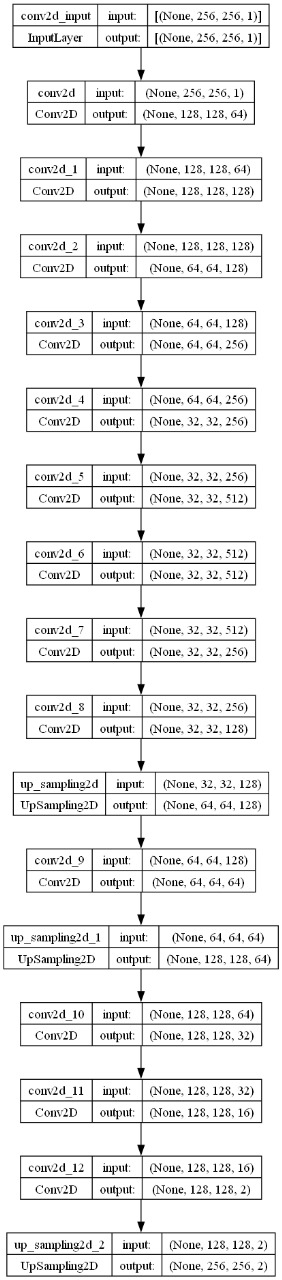 conv2d_input input: [(None, 256, 256, 1)]
InputLayer output: [(None, 256, 256, 1)]
conv2d input: (None, 256, 256, 1)
Conv2D output: (None, 128, 128, 64)
conv2d_1 input: (None, 128, 128, 64)
Conv2D output: (None, 128, 128, 128)
conv2d_2 input: (None, 128, 128, 128)
Conv2D output: (None, 64, 64, 128)
conv2d_3 input: (None, 64, 64, 128)
Conv2D output: (None, 64, 64, 256)
conv2d_4 input: (None, 64, 64, 256)
Conv2D output: (None, 32, 32, 256)
conv2d_5 input: (None, 32, 32, 256)
Conv2D output: (None, 32, 32, 512)
conv2d_6 input: (None, 32, 32, 512)
Conv2D output: (None, 32, 32, 512)
conv2d_7 input: (None, 32, 32, 512)
Conv2D output: (None, 32, 32, 256)
conv2d_8 input: (None, 32, 32, 256)
Conv2D output: (None, 32, 32, 128)
up_sampling2d input: (None, 32, 32, 128)
UpSampling2D output: (None, 64, 64, 128)
conv2d_9 input: (None, 64, 64, 128)
Conv2D output: (None, 64, 64, 64)
up_sampling2d_1 input: (None, 64, 64, 64)
UpSampling2D output: (None, 128, 128, 64)
conv2d_10 input: (None, 128, 128, 64)
Conv2D output: (None, 128, 128, 32)
conv2d_11 input: (None, 128, 128, 32)
Conv2D output: (None, 128, 128, 16)
conv2d_12 input: (None, 128, 128, 16)
Conv2D output: (None, 128, 128, 2)
up_sampling2d_2 input: (None, 128, 128, 2)
UpSampling2D output: (None, 256, 256, 2)